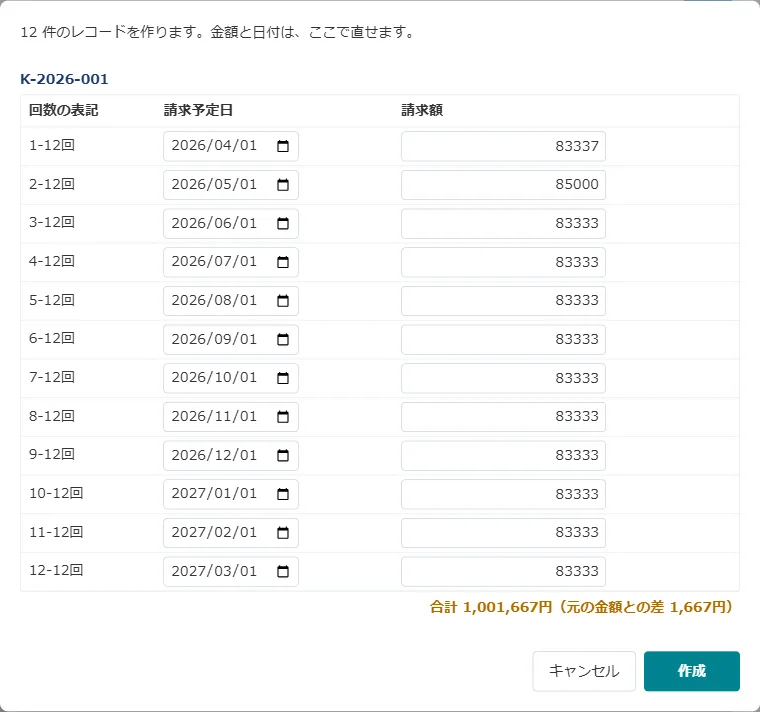 12 件のレコードを作ります。金額と日付は、ここで直せます。
K-2026-001
回数の表記 請求予定日 請求額
1-12回 2026/04/01 83337
2-12回 2026/05/01 85000
3-12回 2026/06/01 83333
4-12回 2026/07/01 83333
5-12回 2026/08/01 83333
6-12回 2026/09/01 83333
7-12回 2026/10/01 83333
8-12回 2026/11/01 83333
9-12回 2026/12/01 83333
10-12回 2027/01/01 83333
11-12回 2027/02/01 83333
12-12回 2027/03/01 83333
合計 1,001,667円（元の金額との差 1,667円）
キャンセル 作成